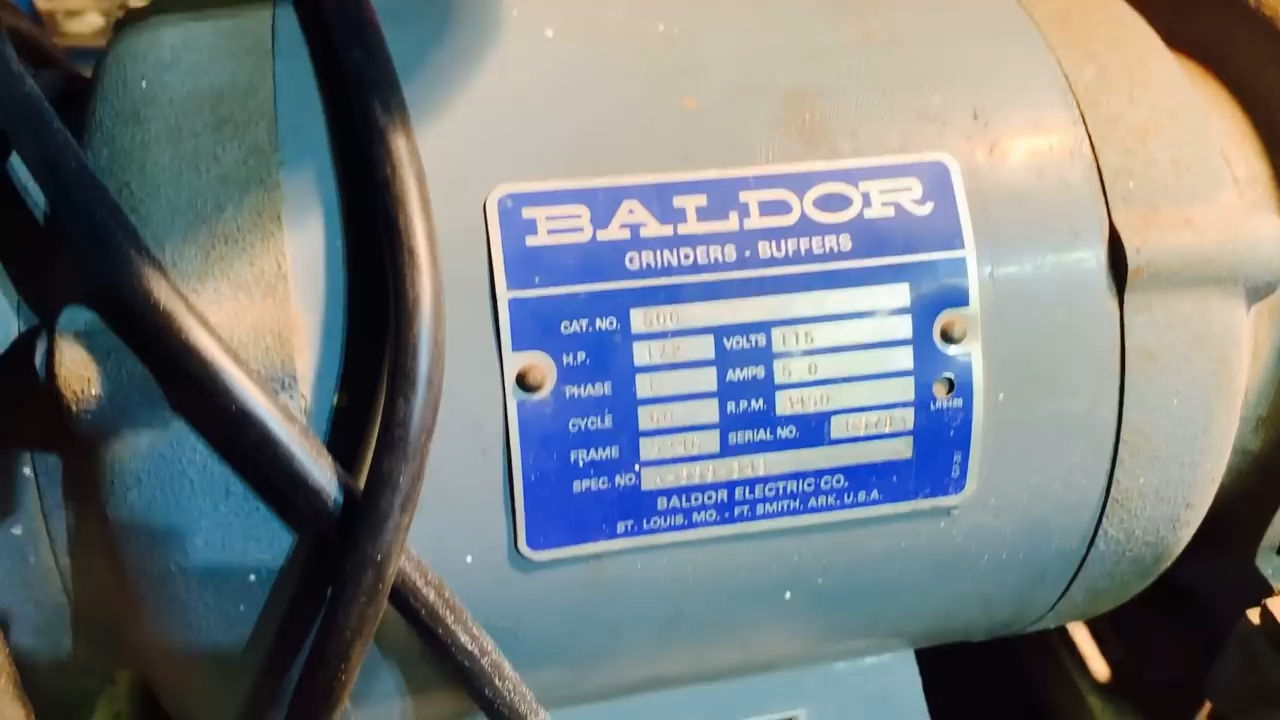 BALDOR
GRINDERS - BUFFERS
CAT. NO. 500
H.P. 1/2 VOLTS 115
PHASE 1 AMPS 5.0
CYCLE 60 R.P.M. 3450
FRAME SERIAL NO.
SPEC. NO.
BALDOR ELECTRIC CO.
ST. LOUIS, MO. - FT. SMITH, ARK. U.S.A.